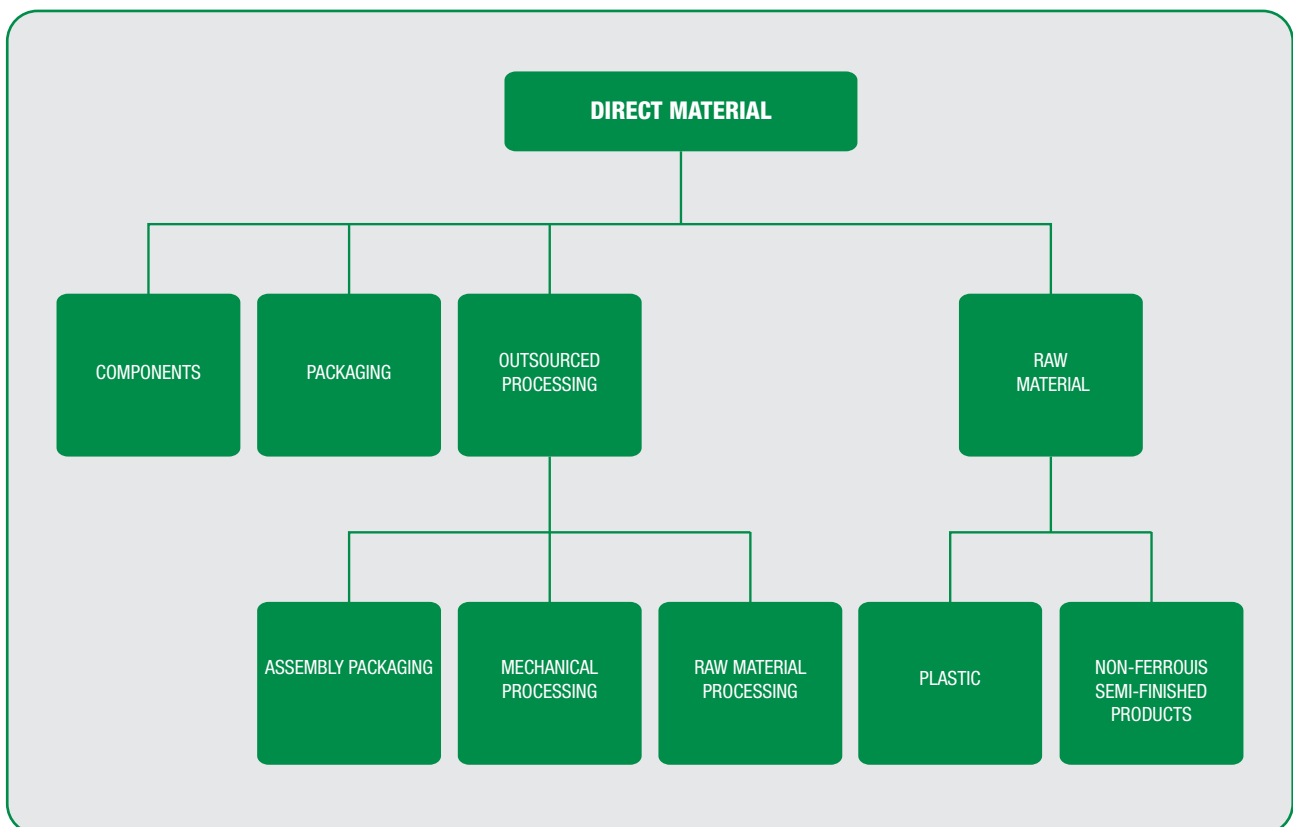 DIRECT MATERIAL
COMPONENTS
PACKAGING
OUTSOURCED
PROCESSING
RAW
MATERIAL
ASSEMBLY PACKAGING
MECHANICAL
PROCESSING
RAW MATERIAL
PROCESSING
PLASTIC
NON-FERROUIS
SEMI-FINISHED
PRODUCTS